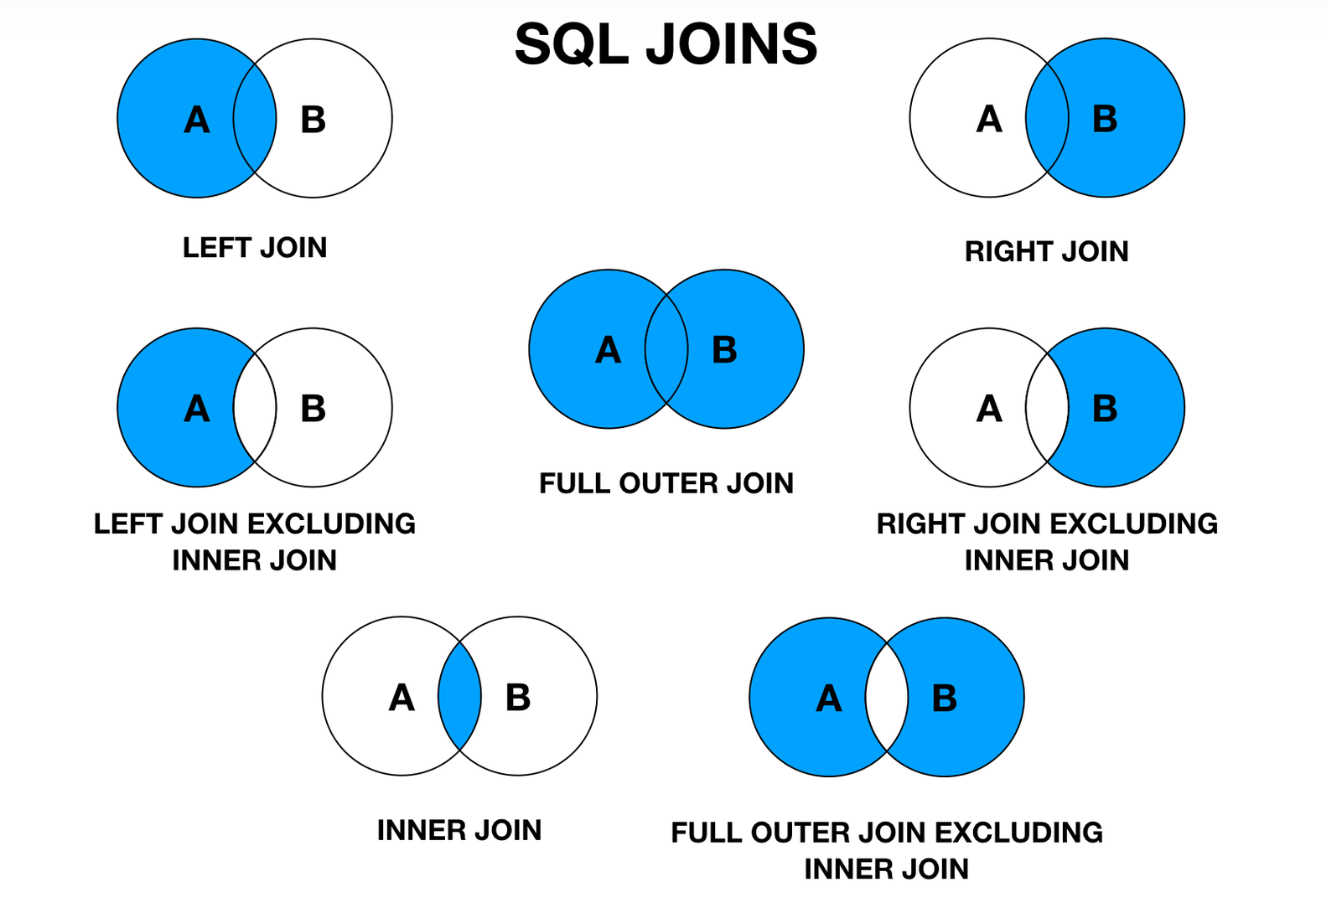 SQL JOINS
A B
LEFT JOIN
A B
RIGHT JOIN
A B
FULL OUTER JOIN
A B
LEFT JOIN EXCLUDING
INNER JOIN
A B
RIGHT JOIN EXCLUDING
INNER JOIN
A B
INNER JOIN
A B
FULL OUTER JOIN EXCLUDING
INNER JOIN